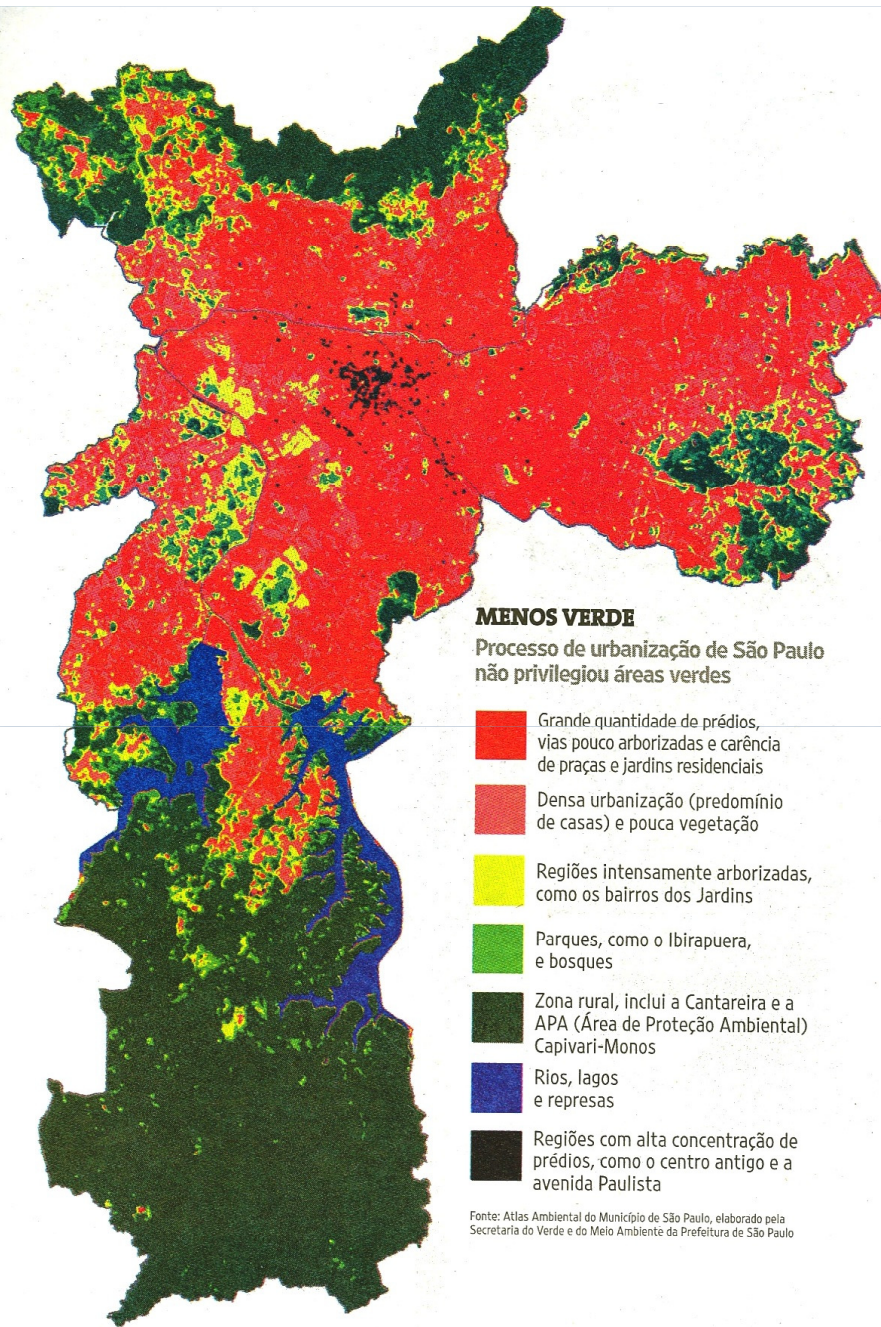 MENOS VERDE
Processo de urbanização de São Paulo
não privilegiou áreas verdes
Grande quantidade de prédios,
vias pouco arborizadas e carência
de praças e jardins residenciais
Densa urbanização (predomínio
de casas) e pouca vegetação
Regiões intensamente arborizadas,
como os bairros dos Jardins
Parques, como o Ibirapuera,
e bosques
Zona rural, inclui a Cantareira e a
APA (Área de Proteção Ambiental)
Capivari-Monos
Rios, lagos
e represas
Regiões com alta concentração de
prédios, como o centro antigo e a
avenida Paulista
Fonte: Atlas Ambiental do Município de São Paulo, elaborado pela
Secretaria do Verde e do Meio Ambiente da Prefeitura de São Paulo